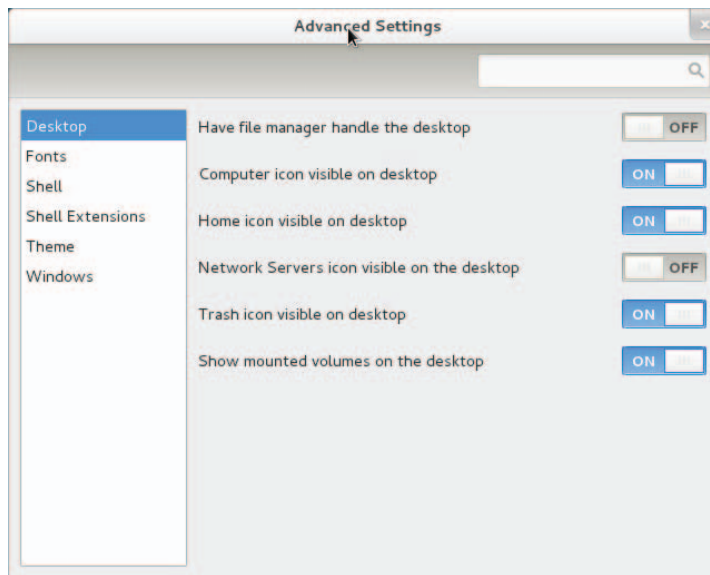 Advanced Settings
Desktop
Fonts
Shell
Shell Extensions
Theme
Windows
Have file manager handle the desktop OFF
Computer icon visible on desktop ON
Home icon visible on desktop ON
Network Servers icon visible on the desktop OFF
Trash icon visible on desktop ON
Show mounted volumes on the desktop ON